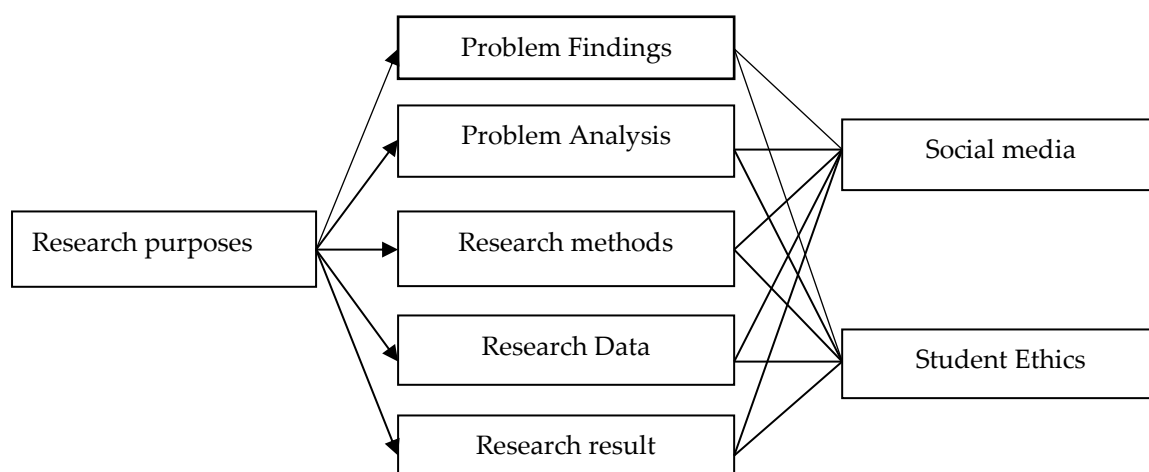 Problem Findings
Problem Analysis
Social media
Research purposes
Research methods
Research Data
Student Ethics
Research result